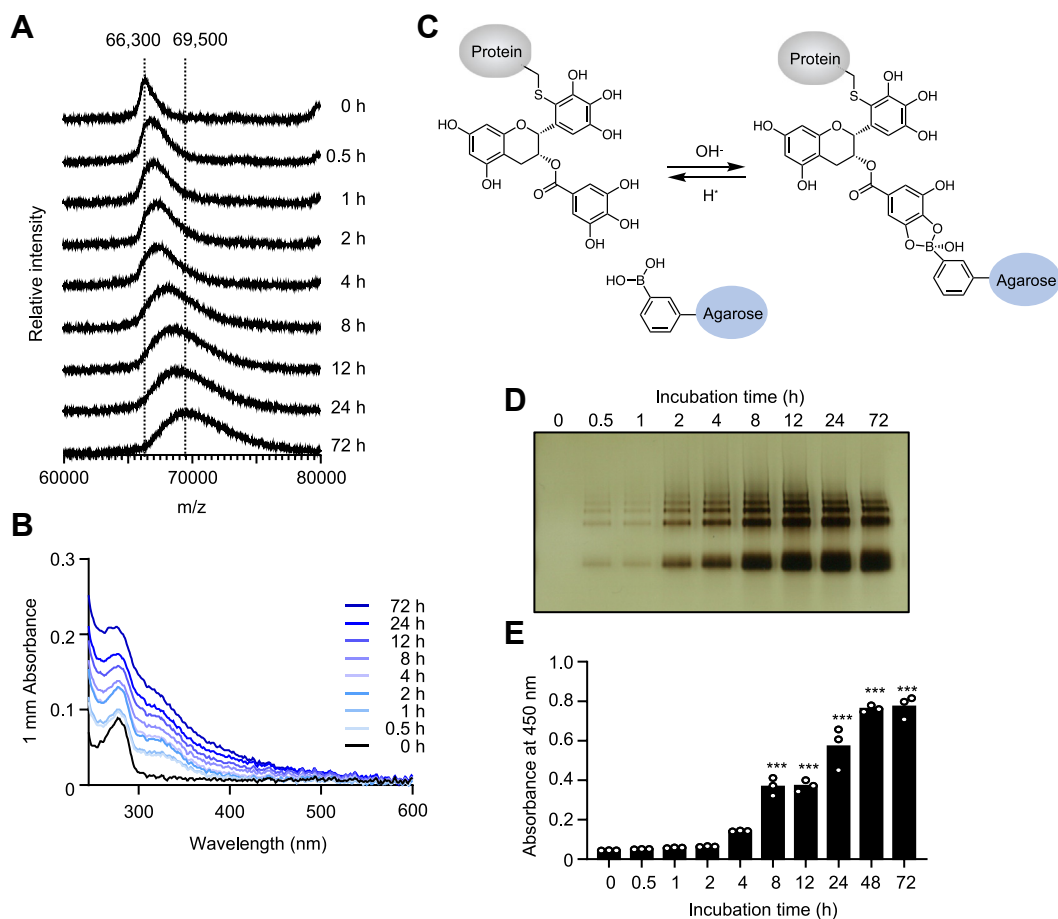 A
66,300 69,500
0 h
0.5 h
1 h
2 h
4 h
8 h
12 h
24 h
72 h
Relative intensity
60000 70000 80000
m/z
B
0.3
0.2
0.1
0
1 mm Absorbance
72 h
24 h
12 h
8 h
4 h
2 h
1 h
0.5 h
0 h
300 400 500 600
Wavelength (nm)
C
Protein
S
OH
OH
OH
HO
O
OH
O
O
OH
OH
OH
HO
OH
B
Agarose
OH-
H+
Protein
S
OH
OH
OH
HO
O
OH
O
O
OH
O
O
B
OH
Agarose
D
Incubation time (h)
0 0.5 1 2 4 8 12 24 72
E
1.0
0.8
0.6
0.4
0.2
0
Absorbance at 450 nm
*** *** *** *** ***
0 0.5 1 2 4 8 12 24 48 72
Incubation time (h)